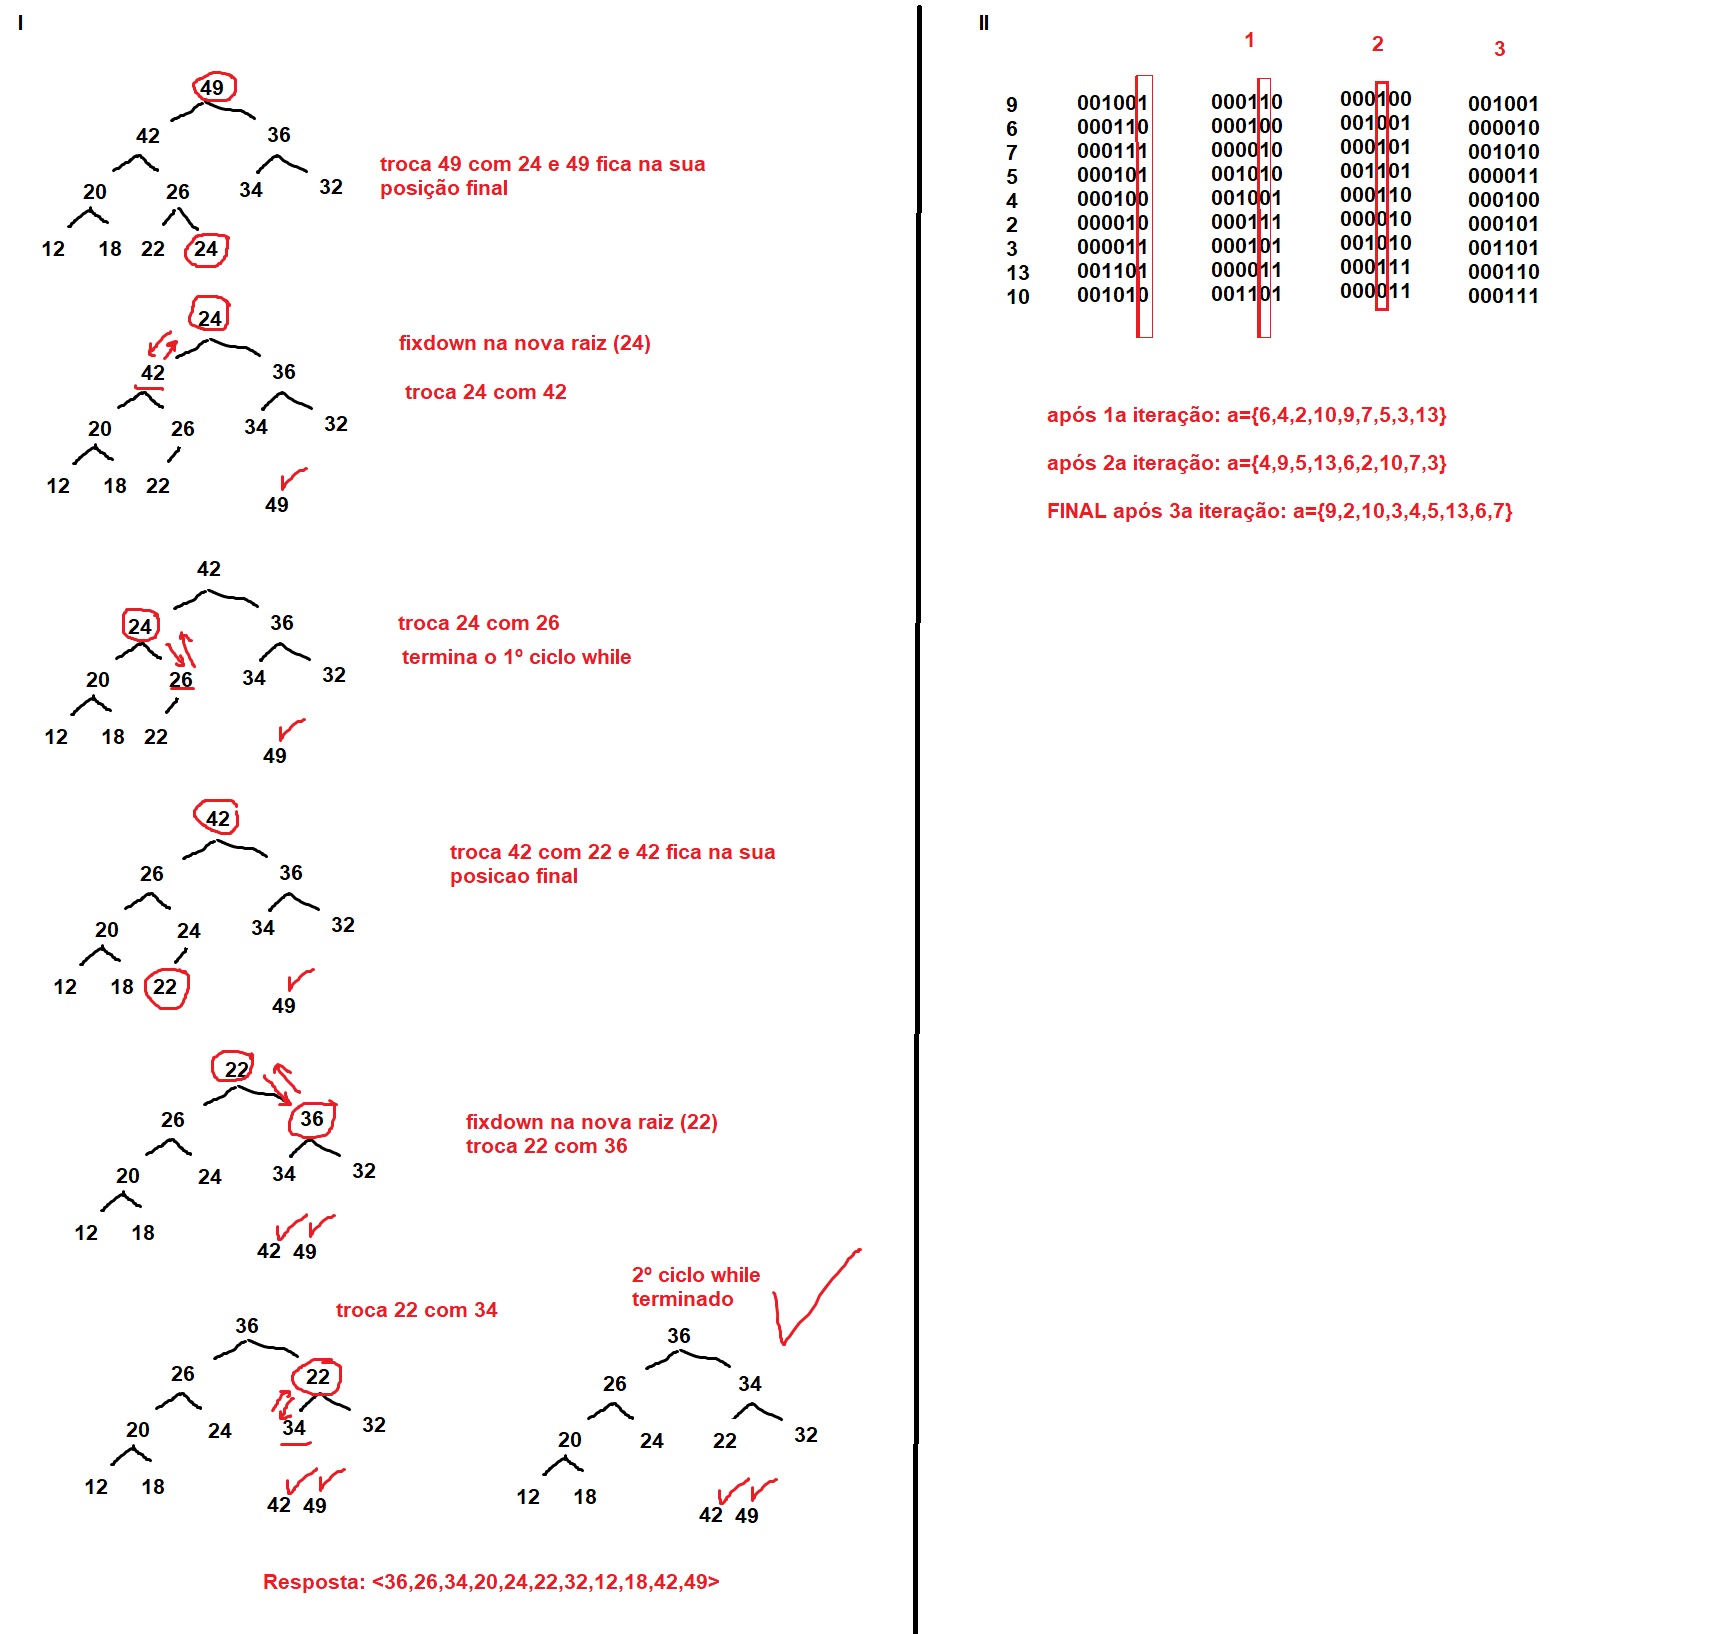 I
49
42 36
20 26 34 32
12 18 22 24
troca 49 com 24 e 49 fica na sua
posição final
24
42 36
20 26 34 32
12 18 22
49
fixdown na nova raiz (24)
troca 24 com 42
42
24 36
20 26 34 32
12 18 22
49
troca 24 com 26
termina o 1º ciclo while
42
26 36
20 24 34 32
12 18 22
49
troca 42 com 22 e 42 fica na sua
posicao final
22
26 36
20 24 34 32
12 18
42 49
fixdown na nova raiz (22)
troca 22 com 36
troca 22 com 34
36
26 22
20 24 34 32
12 18
42 49
2º ciclo while
terminado
36
26 34
20 24 22 32
12 18
42 49
Resposta: <36,26,34,20,24,22,32,12,18,42,49>
II
1 2 3
9 001001 000110 000100 001001
6 000110 000100 001001 000010
7 000111 000010 000101 001010
5 000101 001010 001101 000011
4 000100 001001 000110 000100
2 000010 000111 000010 000101
3 000011 000101 001010 001101
13 001101 000011 000111 000110
10 001010 001101 000011 000111
após 1a iteração: a={6,4,2,10,9,7,5,3,13}
após 2a iteração: a={4,9,5,13,6,2,10,7,3}
FINAL após 3a iteração: a={9,2,10,3,4,5,13,6,7}